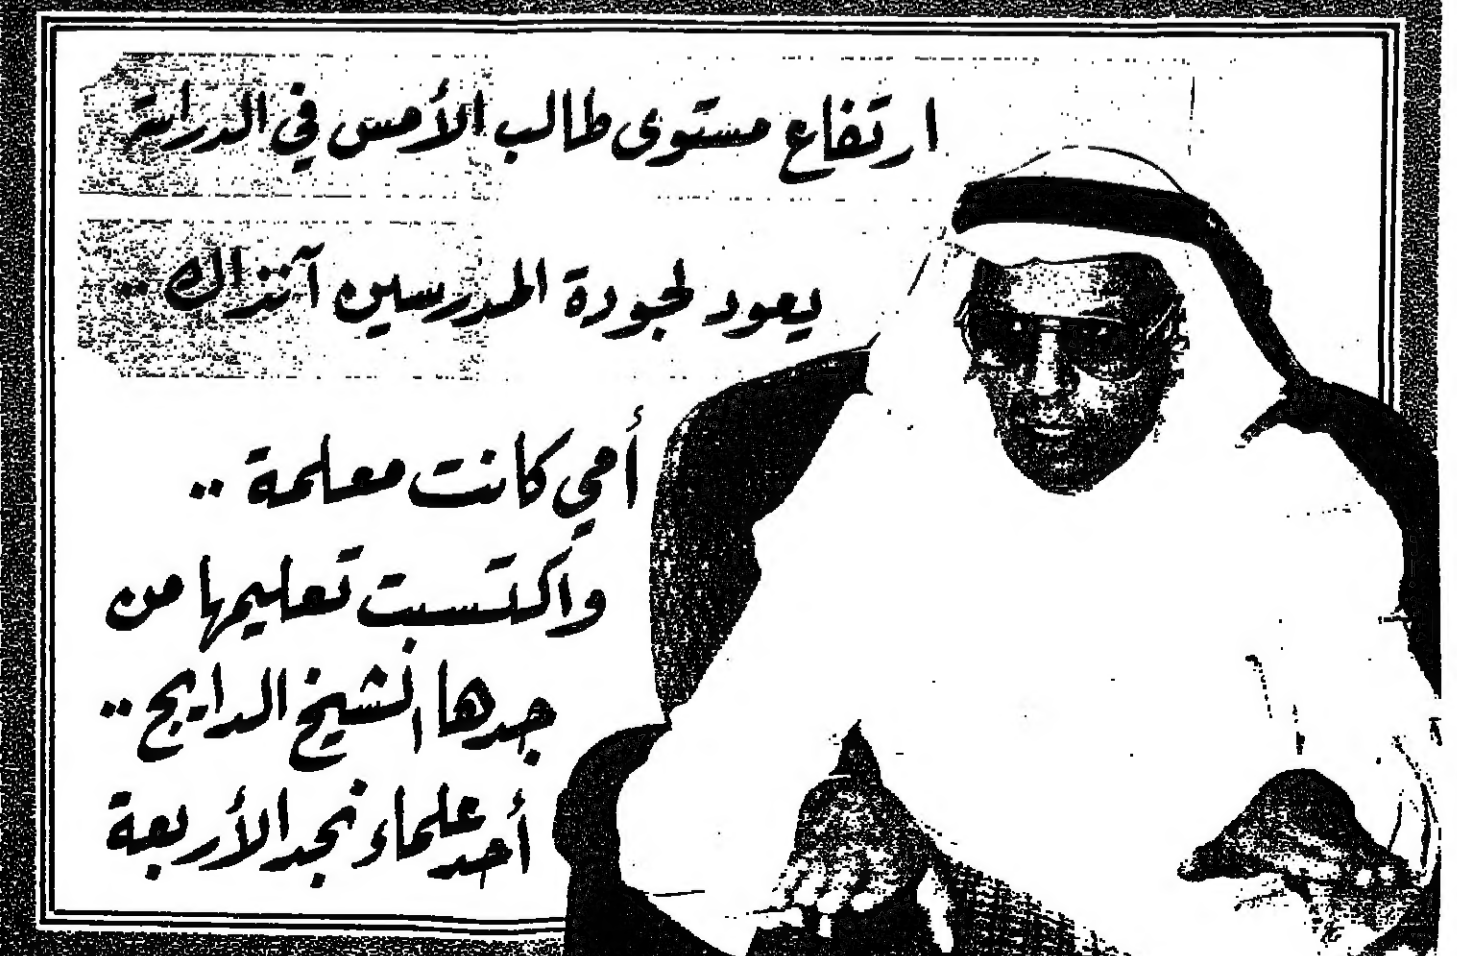 ارتفاع مستوى طالب الأمس في الدراسة
يعود لجودة المدرسين آنذاك ..
أمي كانت معلمة ..
واكتسبت تعليمها من
جدها الشيخ الدايج ..
أحد علماء نجد الأربعة